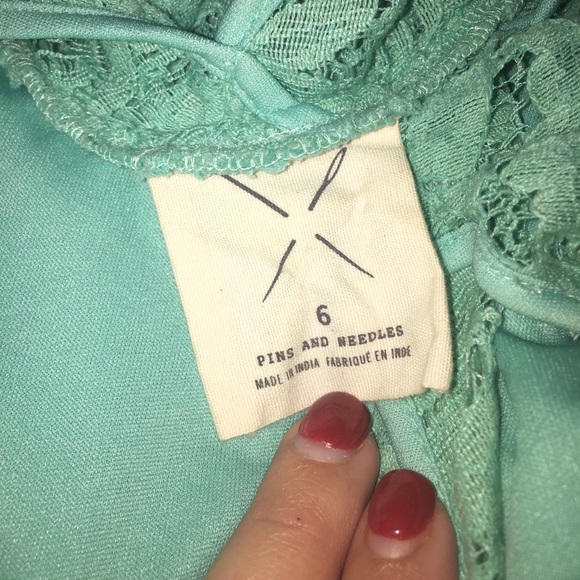 6
PINS AND NEEDLES
MADE IN INDIA FABRIQUÉ EN INDE